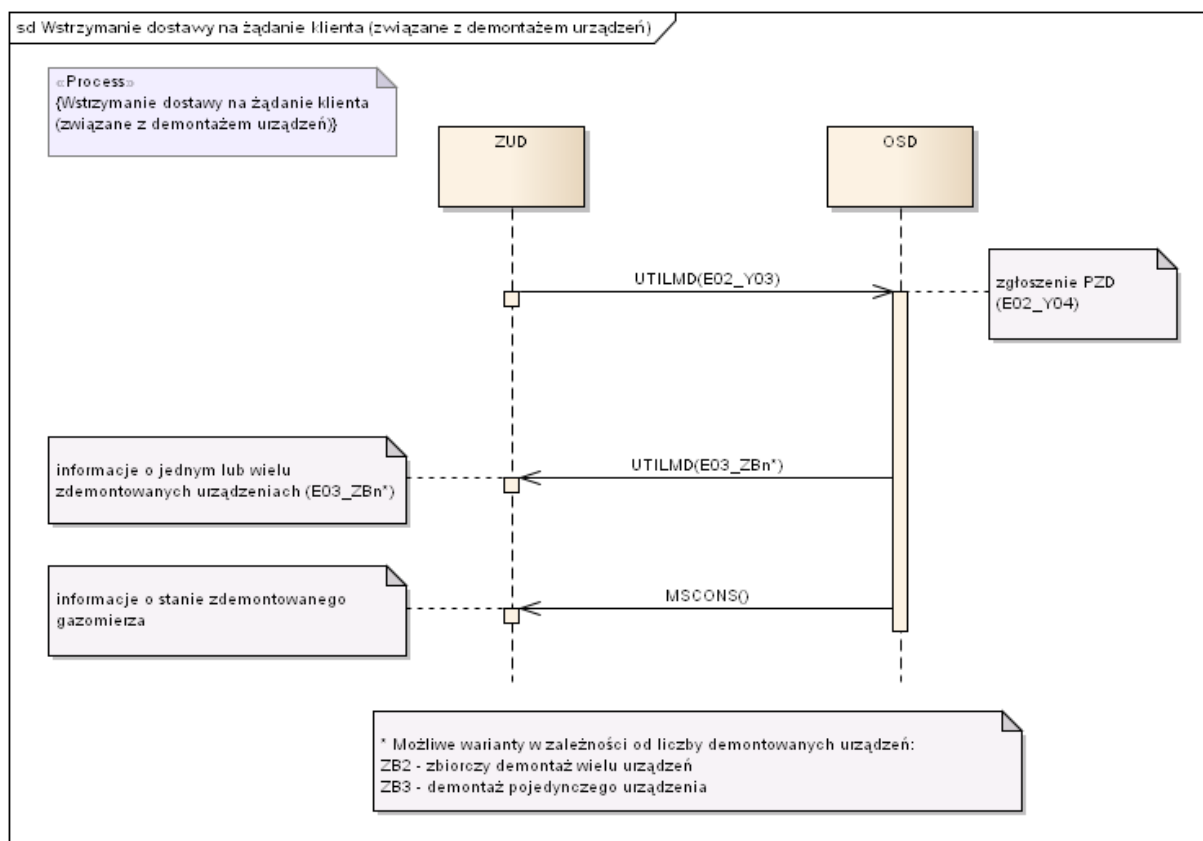 sd Wstrzymanie dostawy na żądanie klienta (związane z demontażem urządzeń)
«Process»
{Wstrzymanie dostawy na żądanie klienta
(związane z demontażem urządzeń)}
ZUD
OSD
UTILMD(E02_Y03)
zgłoszenie PZD
(E02_Y04)
informacje o jednym lub wielu
zdemontowanych urządzeniach (E03_ZBn*)
UTILMD(E03_ZBn*)
informacje o stanie zdemontowanego
gazomierza
MSCONS()
* Możliwe warianty w zależności od liczby demontowanych urządzeń:
ZB2 - zbiorczy demontaż wielu urządzeń
ZB3 - demontaż pojedynczego urządzenia